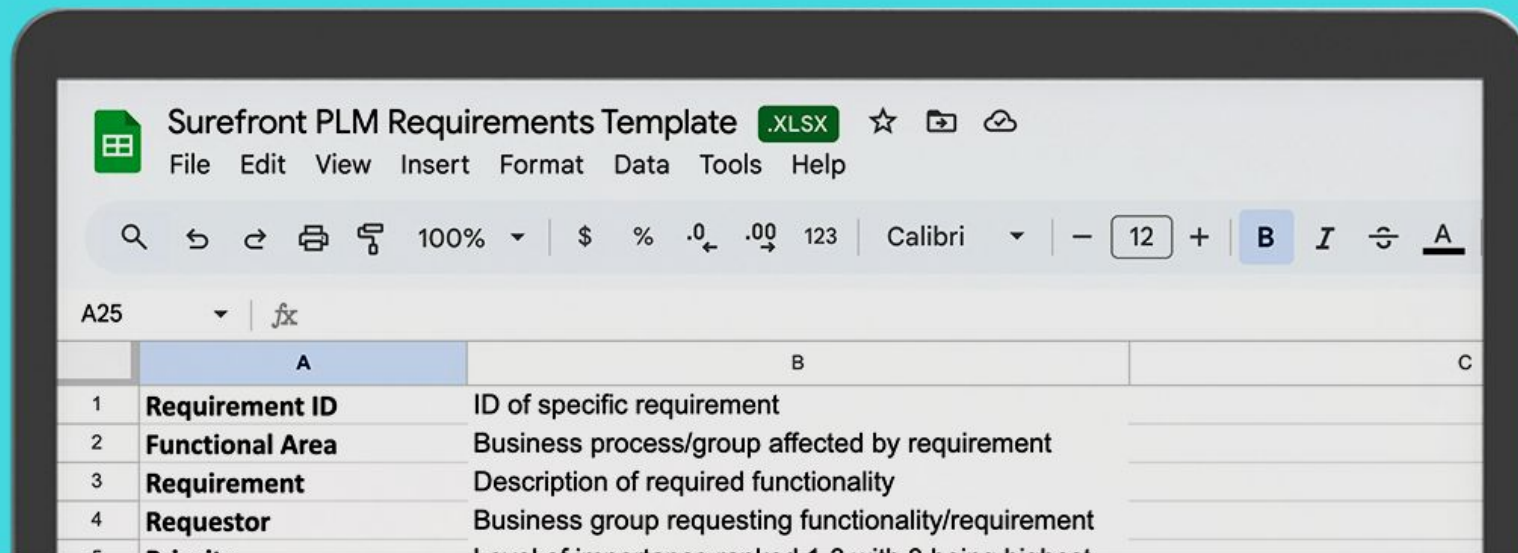 Surefront PLM Requirements Template .XLSX
File Edit View Insert Format Data Tools Help
100% $ % .0 .00 123 Calibri − 12 + B I S A
A25 fx
A B C
1 Requirement ID ID of specific requirement
2 Functional Area Business process/group affected by requirement
3 Requirement Description of required functionality
4 Requestor Business group requesting functionality/requirement